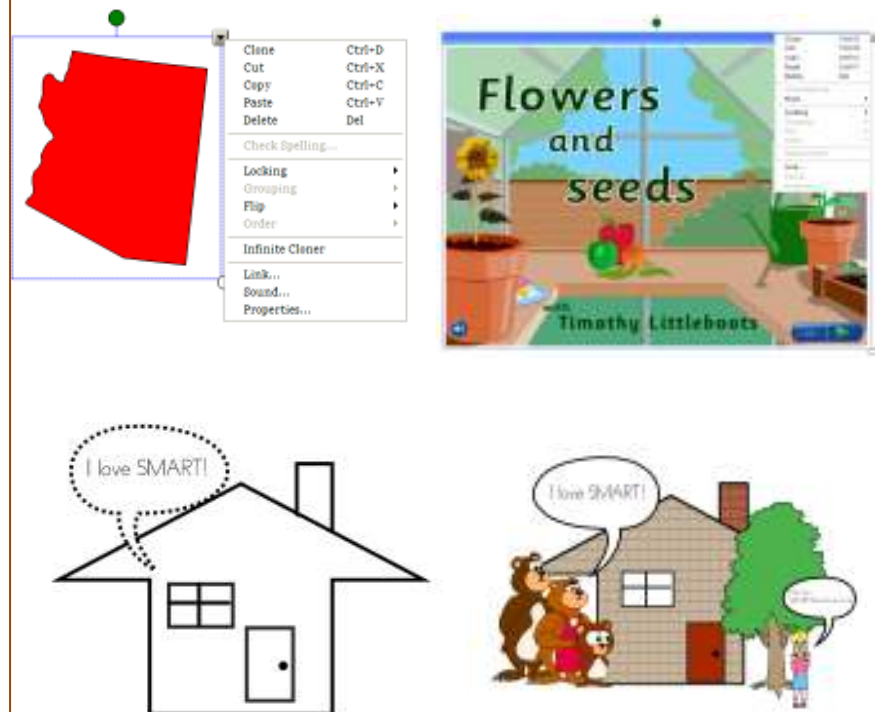 Clone Ctrl+D
Cut Ctrl+X
Copy Ctrl+C
Paste Ctrl+V
Delete Del
Check Spelling...
Locking
Grouping
Flip
Order
Infinite Cloner
Link...
Sound...
Properties...
Flowers
and
seeds
with
Timothy Littleboots
I love SMART!
I love SMART!